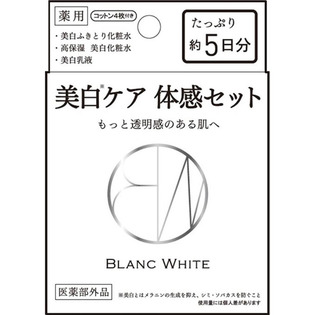 薬用
コットン4枚付き
・美白ふきとり化粧水
・高保湿 美白化粧水
・美白乳液
たっぷり
約5日分
美白※ケア 体感セット
もっと透明感のある肌へ
BLANC WHITE
医薬部外品
※美白とはメラニンの生成を抑え、シミ・ソバカスを防ぐこと
使用量には個人差があります